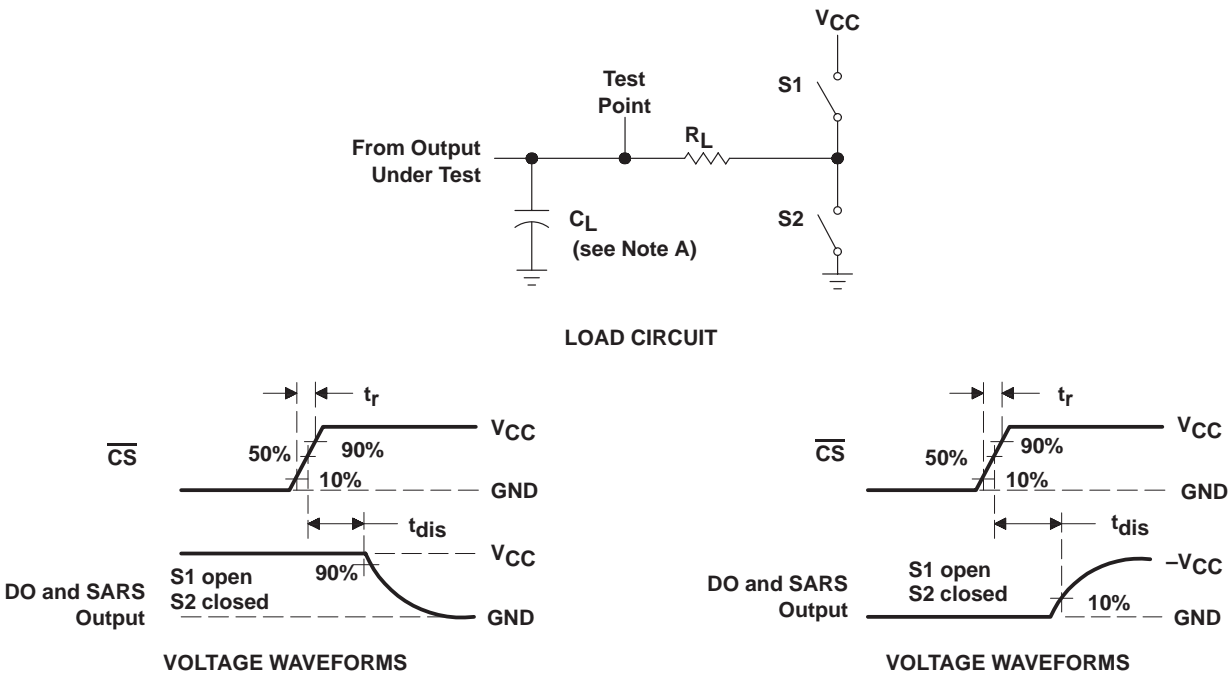 VCC
S1
Test
Point
RL
From Output
Under Test
CL
(see Note A)
S2
LOAD CIRCUIT
tr
VCC
CS
50%
90%
10%
GND
tdis
VCC
90%
S1 open
S2 closed
DO and SARS
Output
GND
VOLTAGE WAVEFORMS
tr
VCC
CS
50%
90%
10%
GND
tdis
–VCC
S1 open
S2 closed
DO and SARS
Output
10%
GND
VOLTAGE WAVEFORMS